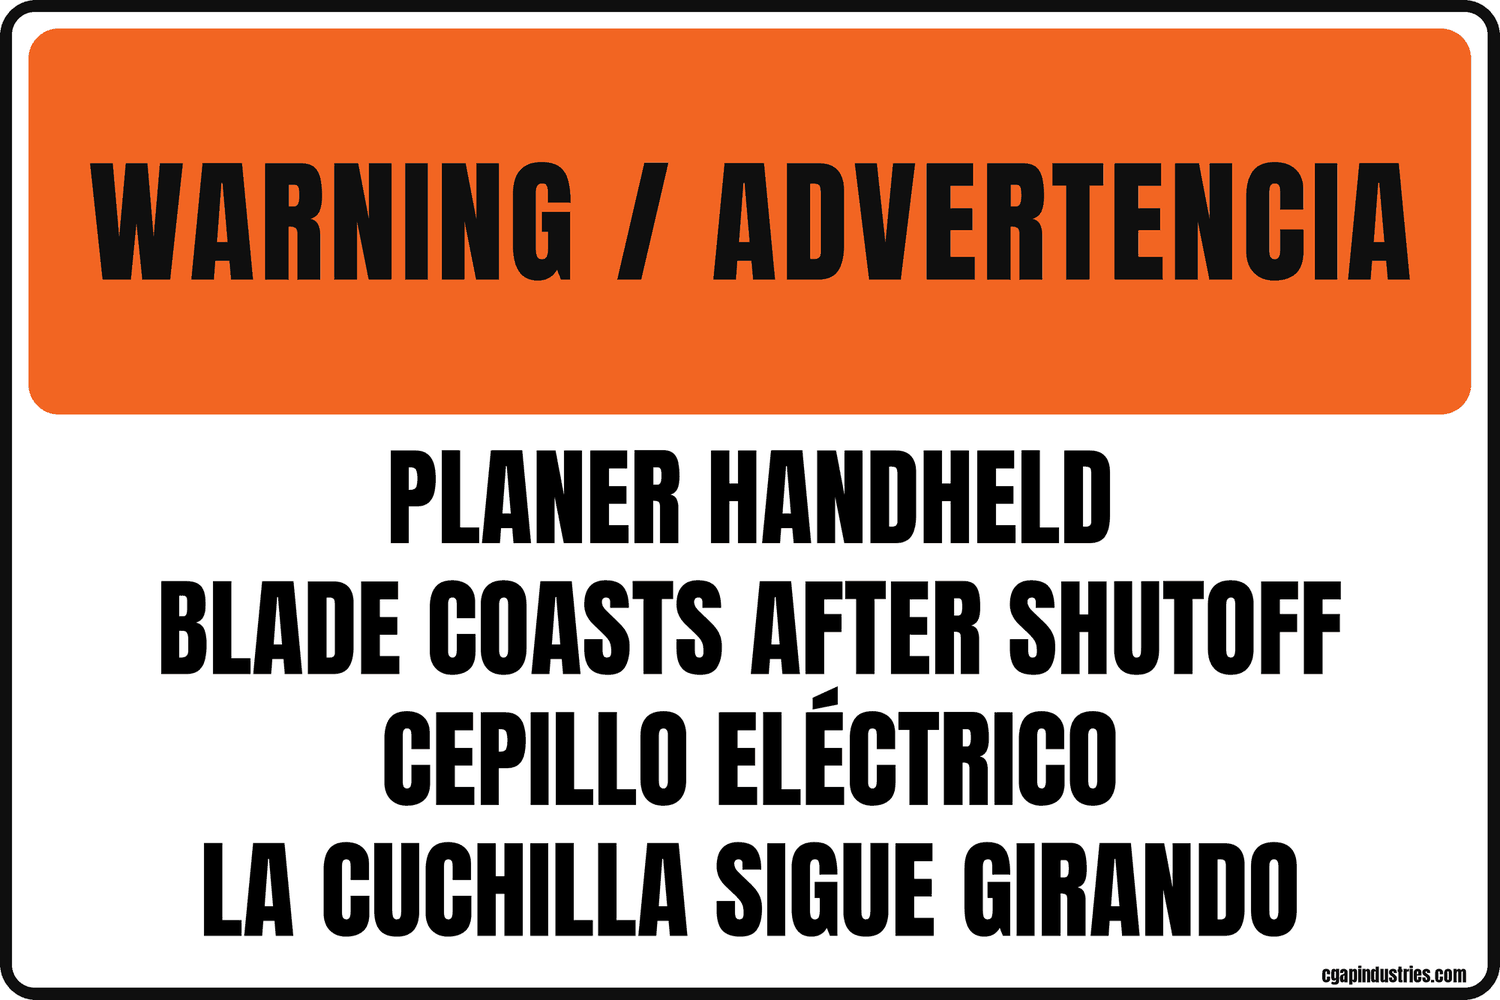 WARNING / ADVERTENCIA
PLANER HANDHELD
BLADE COASTS AFTER SHUTOFF
CEPILLO ELÉCTRICO
LA CUCHILLA SIGUE GIRANDO
cgapindustries.com